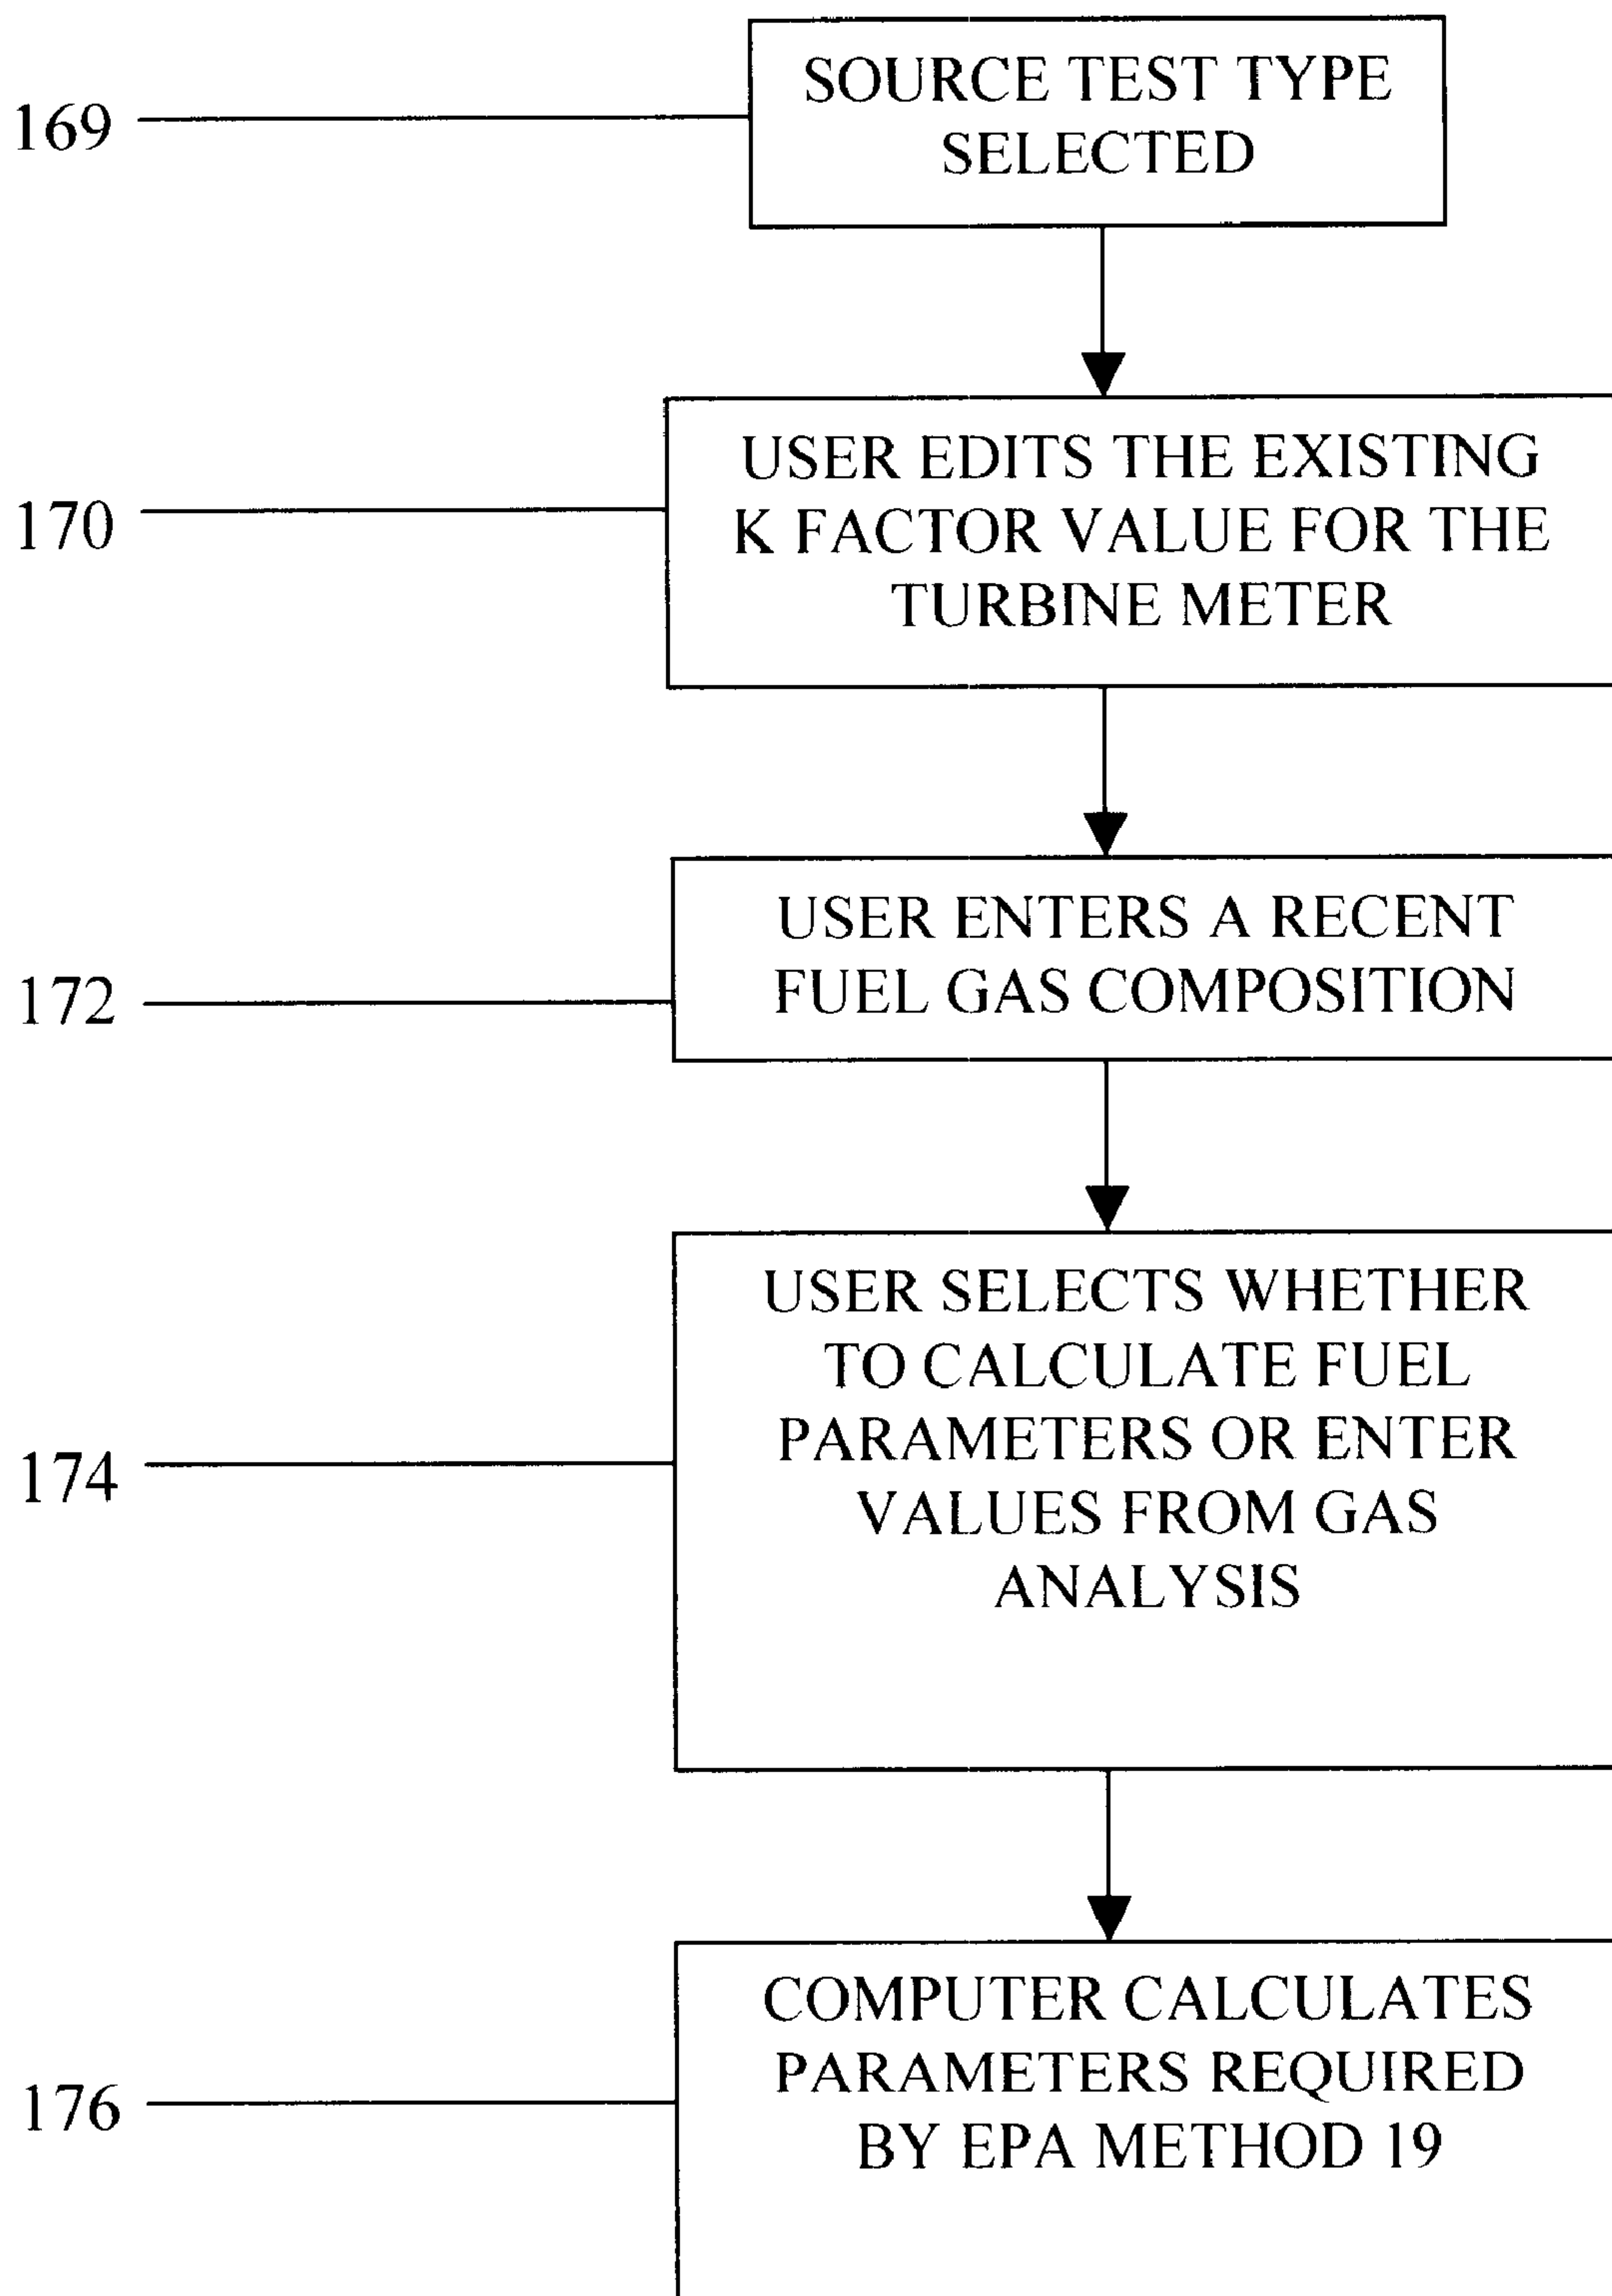 169
SOURCE TEST TYPE
SELECTED
170
USER EDITS THE EXISTING
K FACTOR VALUE FOR THE
TURBINE METER
172
USER ENTERS A RECENT
FUEL GAS COMPOSITION
174
USER SELECTS WHETHER
TO CALCULATE FUEL
PARAMETERS OR ENTER
VALUES FROM GAS
ANALYSIS
176
COMPUTER CALCULATES
PARAMETERS REQUIRED
BY EPA METHOD 19